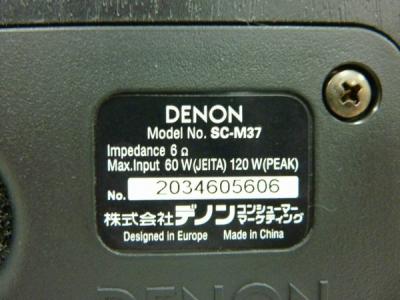 DENON
Model No. SC-M37
Impedance 6 Ω
Max.Input 60 W(JEITA) 120 W(PEAK)
No. 2034605606
株式会社デノン コンシューマー マーケティング
Designed in Europe Made in China
DENON